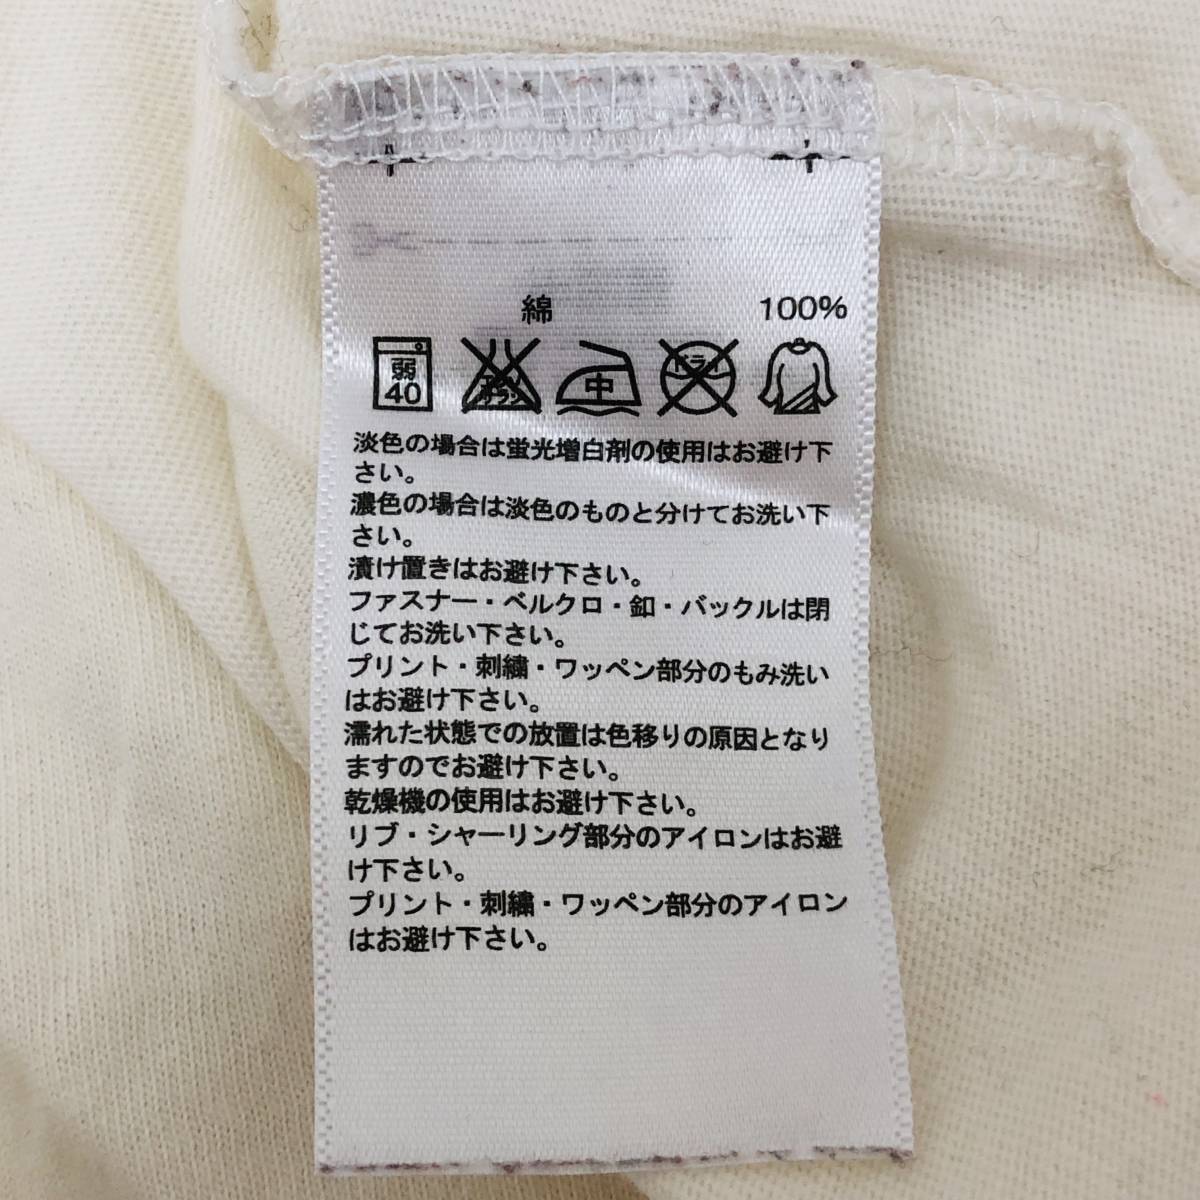 綿 100%
弱 中 ドライ
40
淡色の場合は蛍光増白剤の使用はお避け下
さい。
濃色の場合は淡色のものと分けてお洗い下
さい。
漬け置きはお避け下さい。
ファスナー・ベルクロ・釦・バックルは閉
じてお洗い下さい。
プリント・刺繍・ワッペン部分のもみ洗い
はお避け下さい。
濡れた状態での放置は色移りの原因となり
ますのでお避け下さい。
乾燥機の使用はお避け下さい。
リブ・シャーリング部分のアイロンはお避
け下さい。
プリント・刺繍・ワッペン部分のアイロン
はお避け下さい。